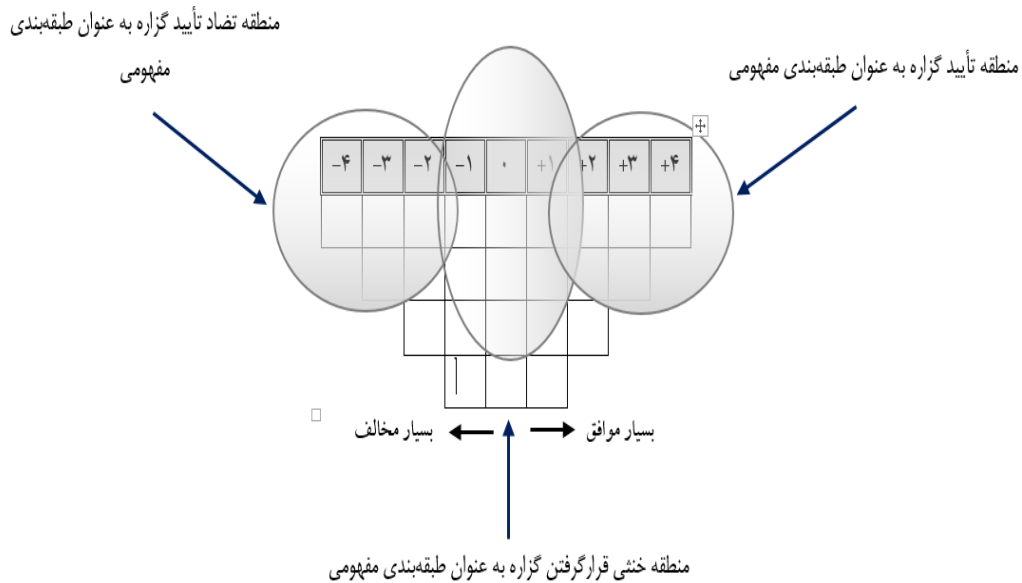 منطقه تضاد تأیید گزاره به عنوان طبقه‌بندی
مفهومی
منطقه تأیید گزاره به عنوان طبقه‌بندی مفهومی
−۴ −۳ −۲ −۱ ۰ +۱ +۲ +۳ +۴
بسیار مخالف
بسیار موافق
منطقه خنثی قرارگرفتن گزاره به عنوان طبقه‌بندی مفهومی